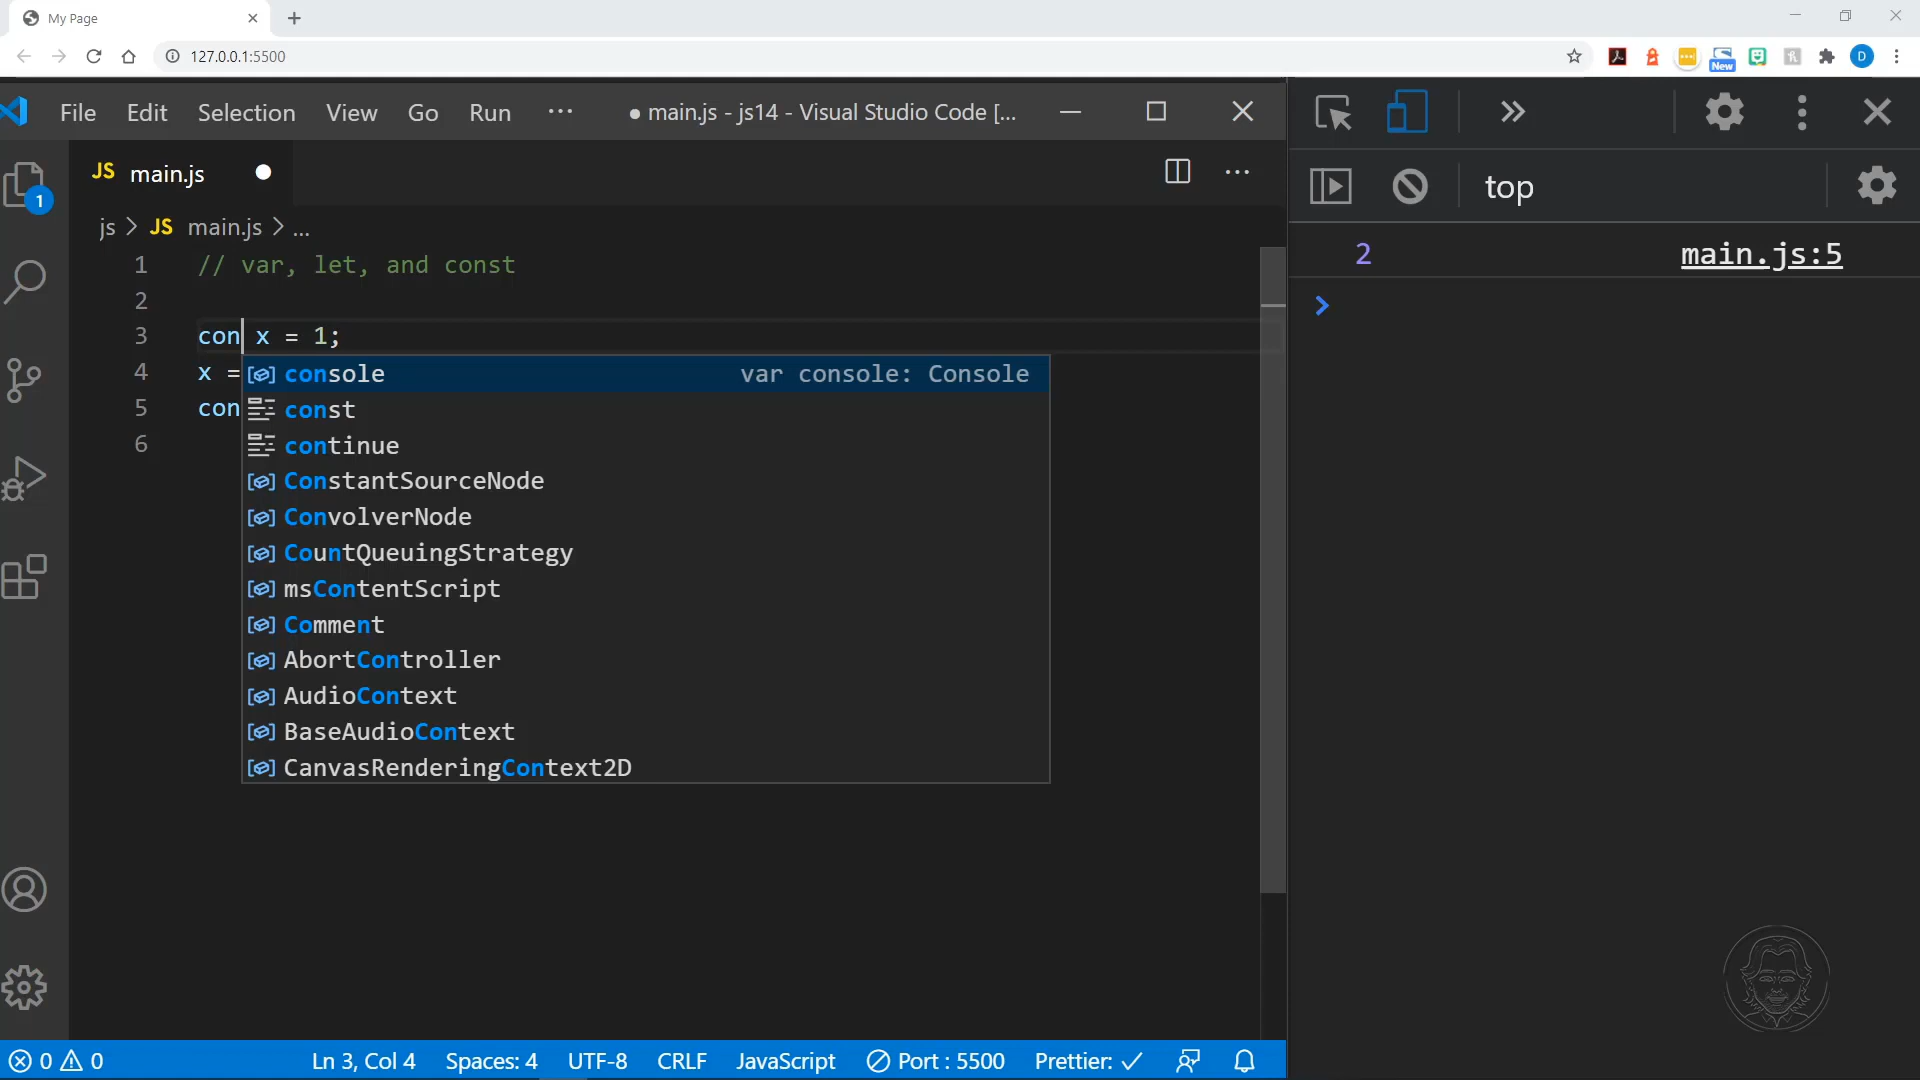 My Page
127.0.0.1:5500
New
D
File Edit Selection View Go Run ··· ● main.js - js14 - Visual Studio Code [...
top
JS main.js
1
js > JS main.js > ...
2 main.js:5
1 // var, let, and const
2
3 con x = 1;
4 x =
5 con
6
console var console: Console
const
continue
ConstantSourceNode
ConvolverNode
CountQueuingStrategy
msContentScript
Comment
AbortController
AudioContext
BaseAudioContext
CanvasRenderingContext2D
0 0 Ln 3, Col 4 Spaces: 4 UTF-8 CRLF JavaScript Port : 5500 Prettier: ✓